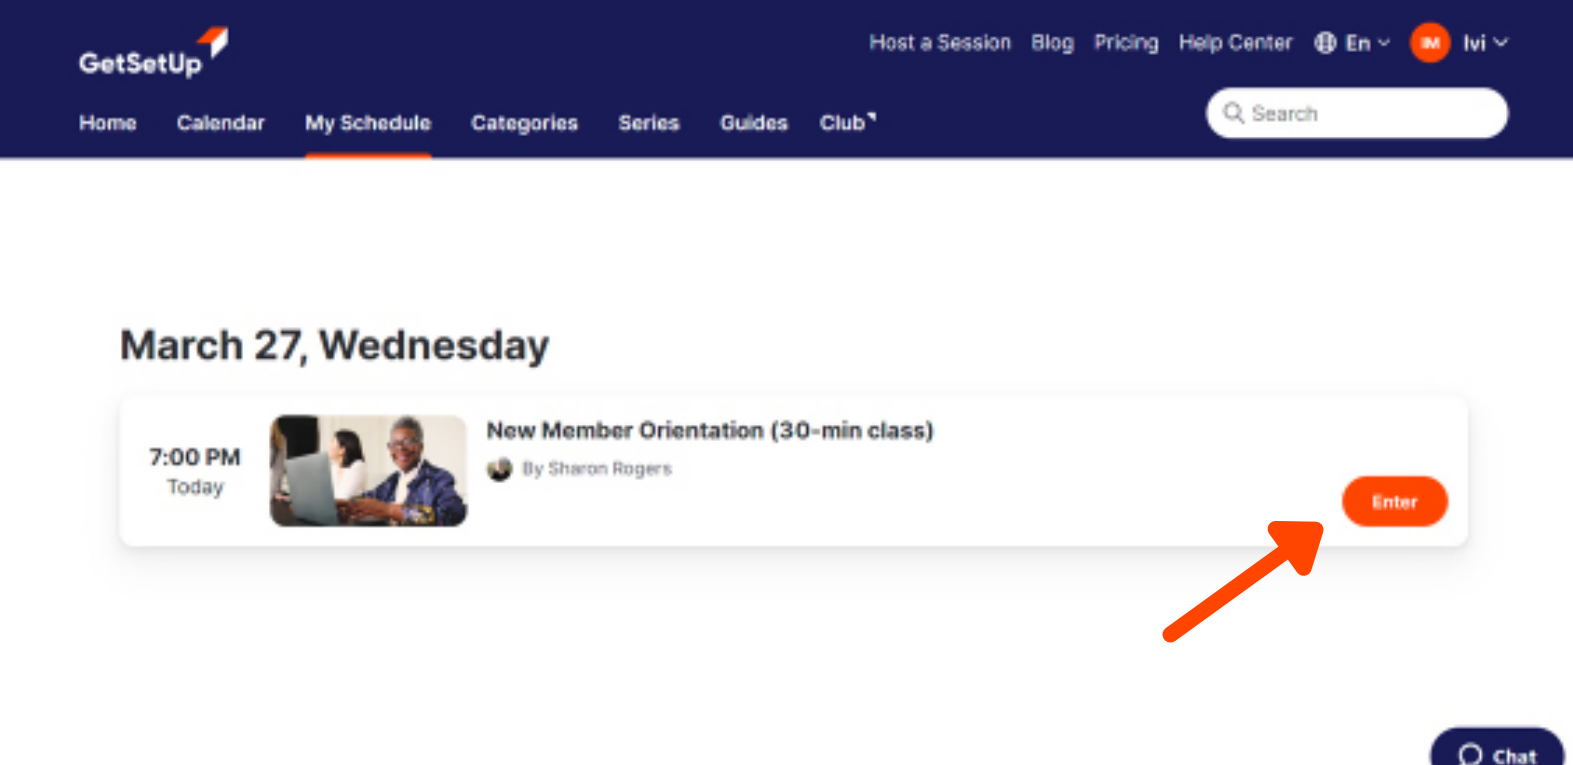 GetSetUp
Host a Session Blog Pricing Help Center En IM Ivi
Home Calendar My Schedule Categories Series Guides Club
Search
March 27, Wednesday
7:00 PM
Today
New Member Orientation (30-min class)
By Sharon Rogers
Enter
Chat